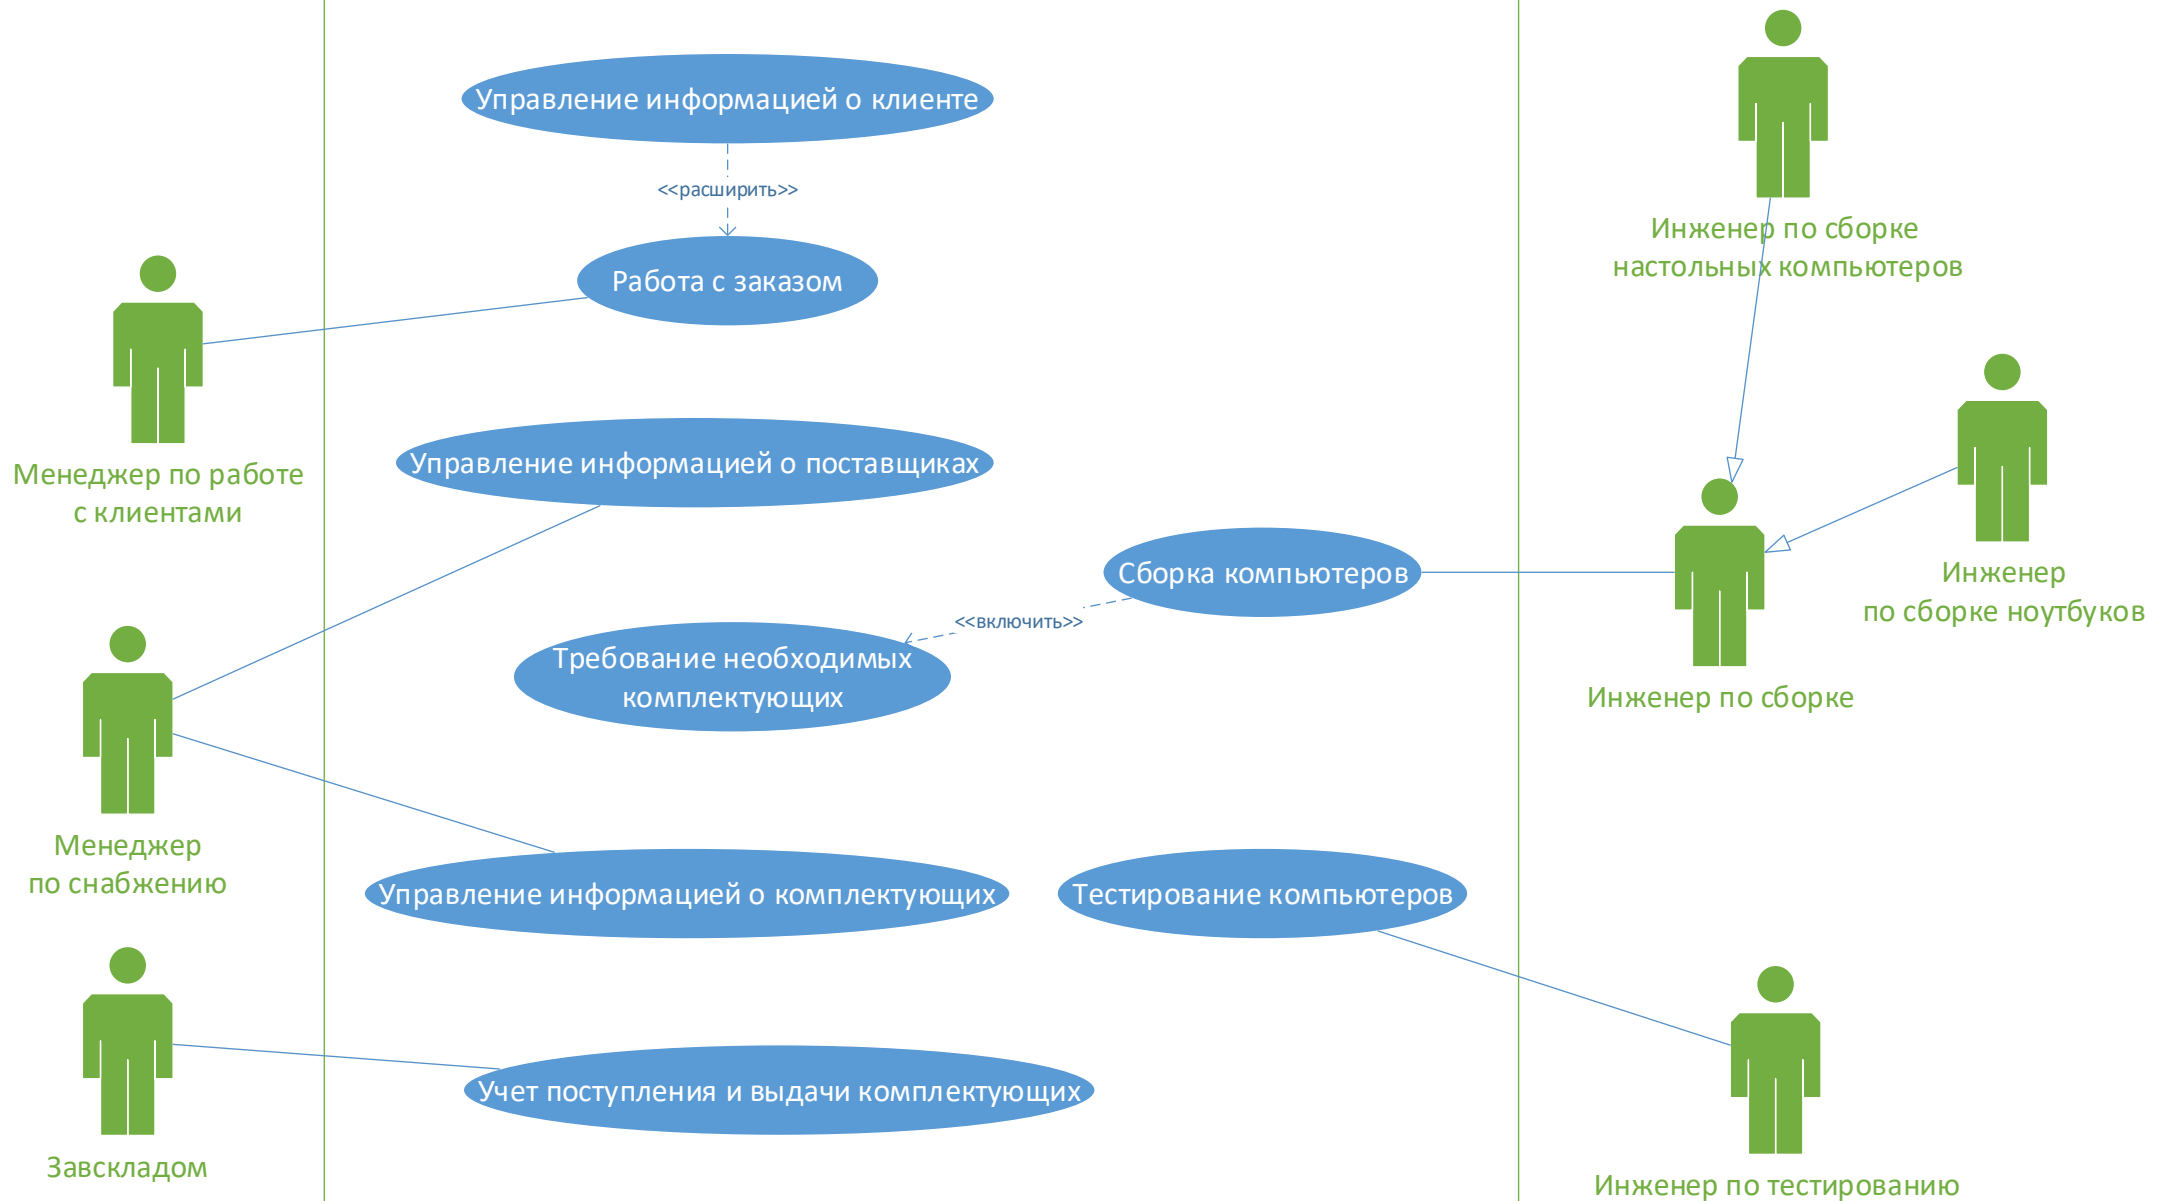 Управление информацией о клиенте
<<расширить>>
Работа с заказом
Менеджер по работе
с клиентами
Управление информацией о поставщиках
Инженер по сборке
настольных компьютеров
Сборка компьютеров
<<включить>>
Требование необходимых
комплектующих
Инженер
по сборке ноутбуков
Инженер по сборке
Менеджер
по снабжению
Управление информацией о комплектующих
Тестирование компьютеров
Учет поступления и выдачи комплектующих
Завскладом
Инженер по тестированию